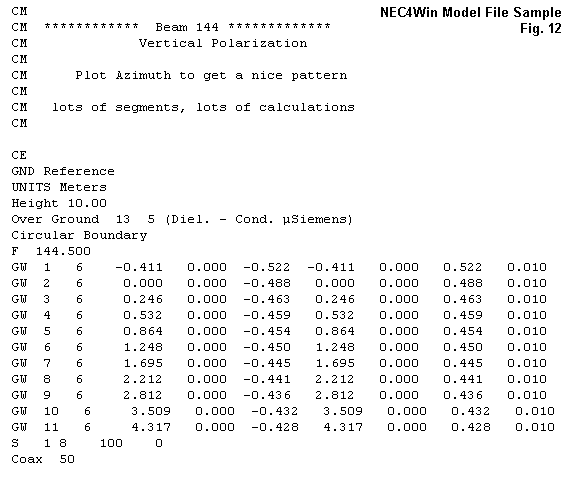 CM
NEC4Win Model File Sample
CM ************ Beam 144 *************
Fig. 12
CM Vertical Polarization
CM
CM Plot Azimuth to get a nice pattern
CM
CM lots of segments, lots of calculations
CM
CE
GND Reference
UNITS Meters
Height 10.00
Over Ground 13 5 (Diel. - Cond. µSiemens)
Circular Boundary
F 144.500
GW 1 6 -0.411 0.000 -0.522 -0.411 0.000 0.522 0.010
GW 2 6 0.000 0.000 -0.488 0.000 0.000 0.488 0.010
GW 3 6 0.246 0.000 -0.463 0.246 0.000 0.463 0.010
GW 4 6 0.532 0.000 -0.459 0.532 0.000 0.459 0.010
GW 5 6 0.864 0.000 -0.454 0.864 0.000 0.454 0.010
GW 6 6 1.248 0.000 -0.450 1.248 0.000 0.450 0.010
GW 7 6 1.695 0.000 -0.445 1.695 0.000 0.445 0.010
GW 8 6 2.212 0.000 -0.441 2.212 0.000 0.441 0.010
GW 9 6 2.812 0.000 -0.436 2.812 0.000 0.436 0.010
GW 10 6 3.509 0.000 -0.432 3.509 0.000 0.432 0.010
GW 11 6 4.317 0.000 -0.428 4.317 0.000 0.428 0.010
S 1 8 100 0
Coax 50